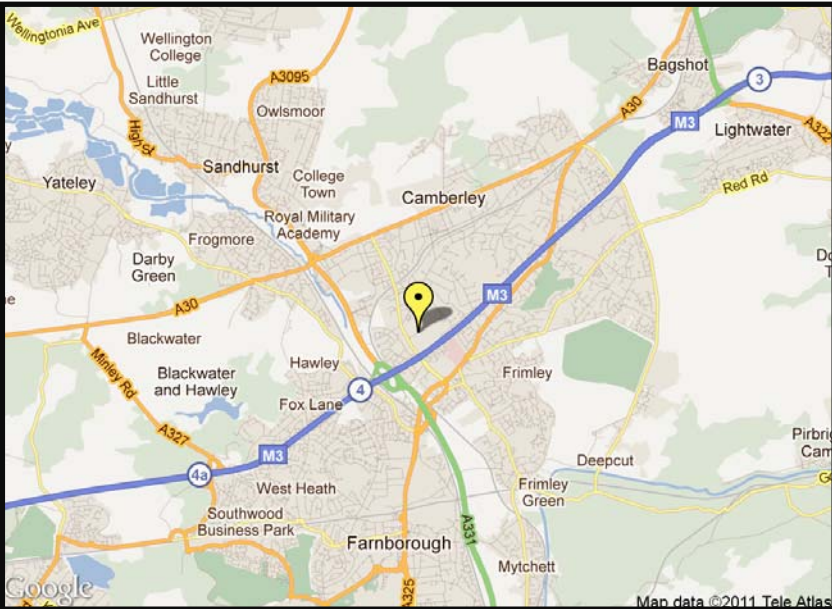 Wellingtonia Ave
Wellington
College
Bagshot
3
A3095
Little
Sandhurst
Owlsmoor
A30
M3
Lightwater
A322
High St
Sandhurst
Yateley
College
Town
Camberley
Red Rd
Royal Military
Academy
Frogmore
Darby
Green
A30
M3
Blackwater
Minley Rd
Hawley
Frimley
Blackwater
and Hawley
4
Fox Lane
A327
M3
4a
Deepcut
West Heath
Frimley
Green
Southwood
Business Park
A331
Farnborough
Mytchett
A325
Google
Map data ©2011 Tele Atlas